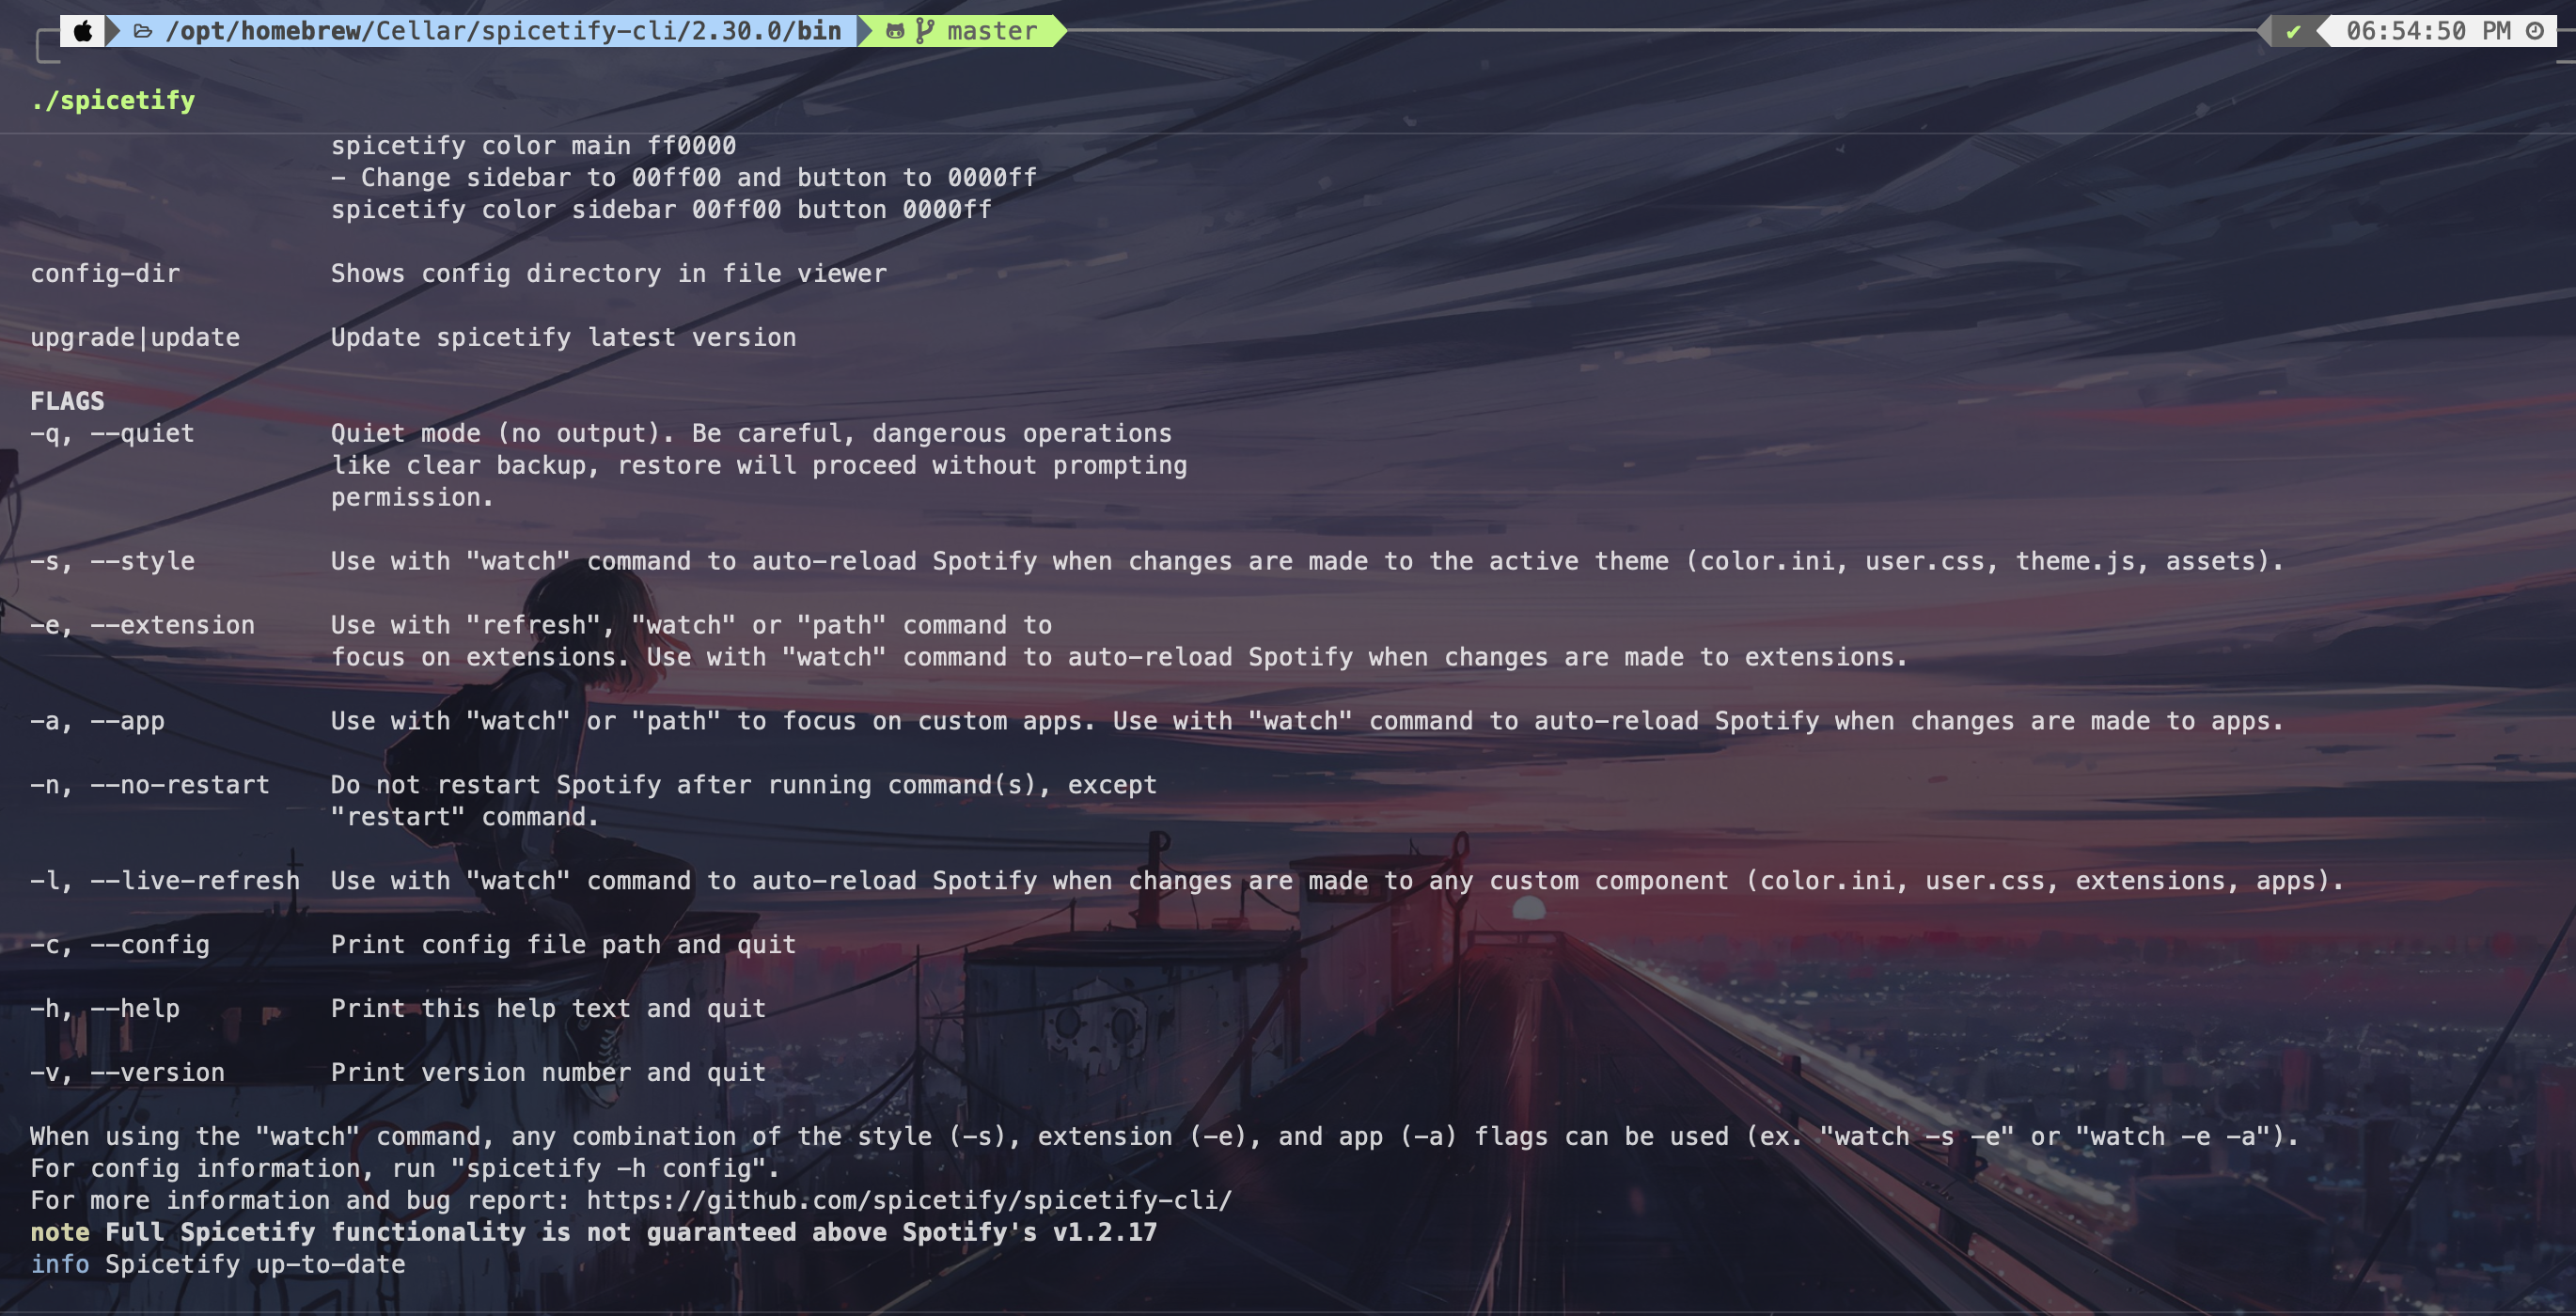 /opt/homebrew/Cellar/spicetify-cli/2.30.0/bin master ✔ 06:54:50 PM
./spicetify
spicetify color main ff0000
- Change sidebar to 00ff00 and button to 0000ff
spicetify color sidebar 00ff00 button 0000ff
config-dir Shows config directory in file viewer
upgrade|update Update spicetify latest version
FLAGS
-q, --quiet Quiet mode (no output). Be careful, dangerous operations
like clear backup, restore will proceed without prompting
permission.
-s, --style Use with "watch" command to auto-reload Spotify when changes are made to the active theme (color.ini, user.css, theme.js, assets).
-e, --extension Use with "refresh", "watch" or "path" command to
focus on extensions. Use with "watch" command to auto-reload Spotify when changes are made to extensions.
-a, --app Use with "watch" or "path" to focus on custom apps. Use with "watch" command to auto-reload Spotify when changes are made to apps.
-n, --no-restart Do not restart Spotify after running command(s), except
"restart" command.
-l, --live-refresh Use with "watch" command to auto-reload Spotify when changes are made to any custom component (color.ini, user.css, extensions, apps).
-c, --config Print config file path and quit
-h, --help Print this help text and quit
-v, --version Print version number and quit
When using the "watch" command, any combination of the style (-s), extension (-e), and app (-a) flags can be used (ex. "watch -s -e" or "watch -e -a").
For config information, run "spicetify -h config".
For more information and bug report: https://github.com/spicetify/spicetify-cli/
note Full Spicetify functionality is not guaranteed above Spotify's v1.2.17
info Spicetify up-to-date